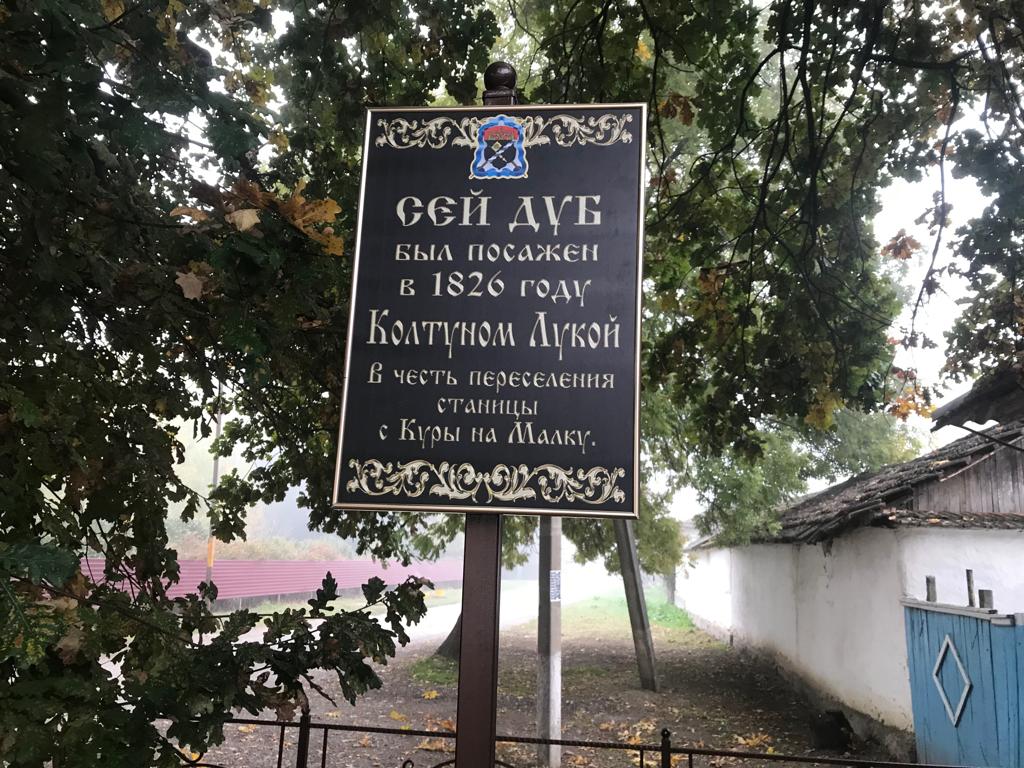 СЕЙ ДУБ
БЫЛ ПОСАЖЕН
В 1826 ГОДУ
Колтуном Лукой
В ЧЕСТЬ ПЕРЕСЕЛЕНИЯ
СТАНИЦЫ
с Куры на Малку.